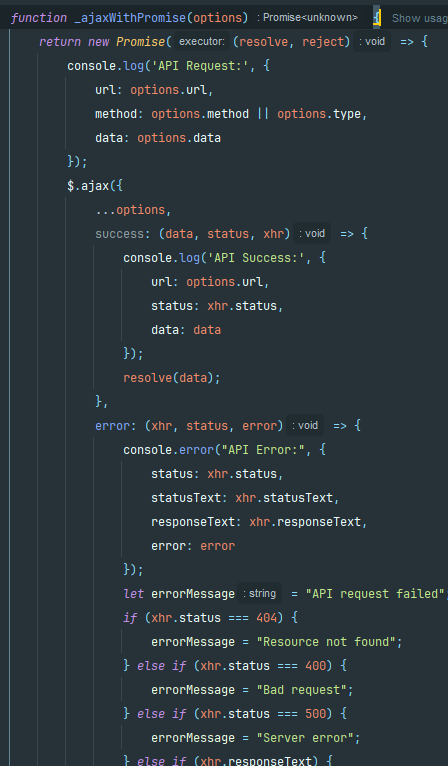 function _ajaxWithPromise(options) : Promise<unknown> { Show usag
return new Promise( executor: (resolve, reject) : void => {
console.log('API Request:', {
url: options.url,
method: options.method || options.type,
data: options.data
});
$.ajax({
...options,
success: (data, status, xhr) : void => {
console.log('API Success:', {
url: options.url,
status: xhr.status,
data: data
});
resolve(data);
},
error: (xhr, status, error) : void => {
console.error("API Error:", {
status: xhr.status,
statusText: xhr.statusText,
responseText: xhr.responseText,
error: error
});
let errorMessage : string = "API request failed";
if (xhr.status === 404) {
errorMessage = "Resource not found";
} else if (xhr.status === 400) {
errorMessage = "Bad request";
} else if (xhr.status === 500) {
errorMessage = "Server error";
} else if (xhr.responseText) {